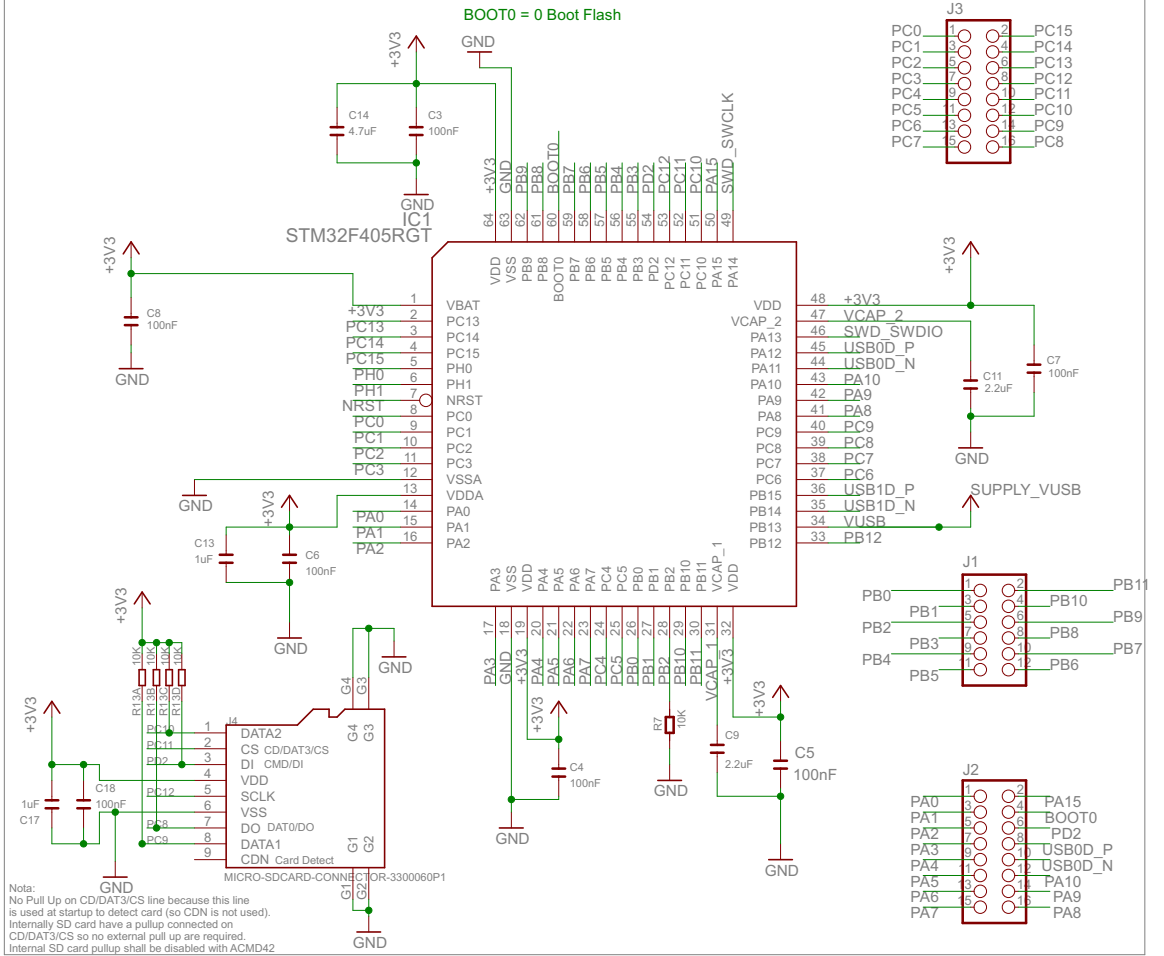 BOOT0 = 0 Boot Flash
J3
PC0 1 2 PC15
PC1 3 4 PC14
PC2 5 6 PC13
PC3 7 8 PC12
PC4 9 10 PC11
PC5 11 12 PC10
PC6 13 14 PC9
PC7 15 16 PC8
+3V3
GND
C14
4.7uF
C3
100nF
GND
+3V3 GND PB9 PB8 BOOT0 PB7 PB6 PB5 PB4 PB3 PD2 PC12 PC11 PC10 PA15 SWD_SWCLK
64 63 62 61 60 59 58 57 56 55 54 53 52 51 50 49
IC1
STM32F405RGT
VDD VSS PB9 PB8 BOOT0 PB7 PB6 PB5 PB4 PB3 PD2 PC12 PC11 PC10 PA15 PA14
+3V3
C8
100nF
GND
1 VBAT
+3V3
2 PC13
PC13
3 PC14
PC14
4 PC15
PC15
5 PH0
PH0
6 PH1
PH1
7 NRST
NRST
8 PC0
PC0
9 PC1
PC1
10 PC2
PC2
11 PC3
PC3
12 VSSA
GND
13 VDDA
14 PA0
PA0
15 PA1
PA1
16 PA2
PA2
+3V3
C13
1uF
C6
100nF
GND
VDD 48 +3V3
VCAP_2 47 VCAP_2
PA13 46 SWD_SWDIO
PA12 45 USB0D_P
PA11 44 USB0D_N
PA10 43 PA10
PA9 42 PA9
PA8 41 PA8
PC9 40 PC9
PC8 39 PC8
PC7 38 PC7
PC6 37 PC6
PB15 36 USB1D_P
PB14 35 USB1D_N
PB13 34 VUSB
PB12 33 PB12
+3V3
C7
100nF
C11
2.2uF
GND
SUPPLY_VUSB
PA3 VSS VDD PA4 PA5 PA6 PA7 PC4 PC5 PB0 PB1 PB2 PB10 PB11 VCAP_1 VDD
17 18 19 20 21 22 23 24 25 26 27 28 29 30 31 32
PA3 GND +3V3 PA4 PA5 PA6 PA7 PC4 PC5 PB0 PB1 PB2 PB10 PB11 VCAP_1 +3V3
+3V3
C4
100nF
GND
R7
10K
GND
C9
2.2uF
+3V3
C5
100nF
GND
J1
PB0 1 2 PB11
PB1 3 4 PB10
PB2 5 6 PB9
PB3 7 8 PB8
PB4 9 10 PB7
PB5 11 12 PB6
J2
PA0 1 2 PA15
PA1 3 4 BOOT0
PA2 5 6 PD2
PA3 7 8 USB0D_P
PA4 9 10 USB0D_N
PA5 11 12 PA10
PA6 13 14 PA9
PA7 15 16 PA8
+3V3
10K 10K 10K 10K
R13A R13B R13C R13D
GND
G4 G3
J4
G4 G3
PC10 1 DATA2
PC11 2 CS CD/DAT3/CS
PD2 3 DI CMD/DI
4 VDD
PC12 5 SCLK
6 VSS
PC8 7 DO DAT0/DO
PC9 8 DATA1
9 CDN Card Detect
G1 G2
MICRO-SDCARD-CONNECTOR-3300060P1
G1 G2
GND
+3V3
1uF
C17
C18
100nF
GND
Nota:
No Pull Up on CD/DAT3/CS line because this line
is used at startup to detect card (so CDN is not used).
Internally SD card have a pullup connected on
CD/DAT3/CS so no external pull up are required.
Internal SD card pullup shall be disabled with ACMD42